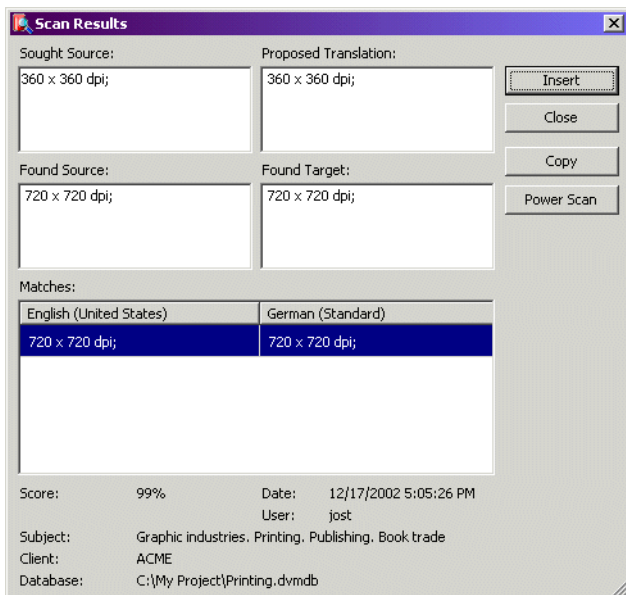 Scan Results
Sought Source:
Proposed Translation:
360 x 360 dpi;
360 x 360 dpi;
Insert
Close
Found Source:
Found Target:
Copy
720 x 720 dpi;
720 x 720 dpi;
Power Scan
Matches:
English (United States)
German (Standard)
720 x 720 dpi;
720 x 720 dpi;
Score: 99% Date: 12/17/2002 5:05:26 PM
User: jost
Subject: Graphic industries. Printing. Publishing. Book trade
Client: ACME
Database: C:\My Project\Printing.dvmdb